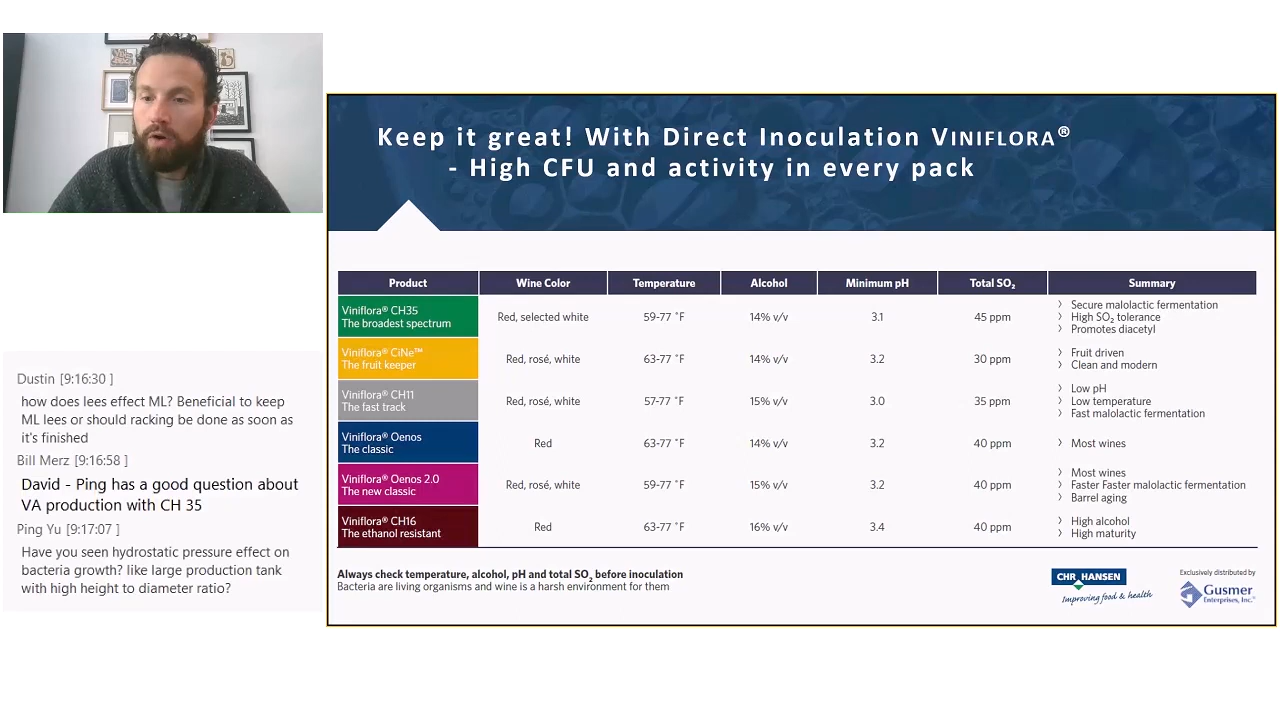 Keep it great! With Direct Inoculation VINIFLORA®
- High CFU and activity in every pack
Dustin [9:16:30 ]
how does lees effect ML? Beneficial to keep
ML lees or should racking be done as soon as
it's finished
Bill Merz [9:16:58 ]
David - Ping has a good question about
VA production with CH 35
Ping Yu [9:17:07 ]
Have you seen hydrostatic pressure effect on
bacteria growth? like large production tank
with high height to diameter ratio?
Product Wine Color Temperature Alcohol Minimum pH Total SO₂ Summary
Viniflora® CH35
The broadest spectrum
Red, selected white 59-77 °F 14% v/v 3.1 45 ppm
〉 Secure malolactic fermentation
〉 High SO₂ tolerance
〉 Promotes diacetyl
Viniflora® CiNe™
The fruit keeper
Red, rosé, white 63-77 °F 14% v/v 3.2 30 ppm
〉 Fruit driven
〉 Clean and modern
Viniflora® CH11
The fast track
Red, rosé, white 57-77 °F 15% v/v 3.0 35 ppm
〉 Low pH
〉 Low temperature
〉 Fast malolactic fermentation
Viniflora® Oenos
The classic
Red 63-77 °F 14% v/v 3.2 40 ppm
〉 Most wines
Viniflora® Oenos 2.0
The new classic
Red, rosé, white 59-77 °F 15% v/v 3.2 40 ppm
〉 Most wines
〉 Faster Faster malolactic fermentation
〉 Barrel aging
Viniflora® CH16
The ethanol resistant
Red 63-77 °F 16% v/v 3.4 40 ppm
〉 High alcohol
〉 High maturity
Always check temperature, alcohol, pH and total SO₂ before inoculation
Bacteria are living organisms and wine is a harsh environment for them
CHR HANSEN
Improving food & health
Exclusively distributed by
Gusmer
Enterprises, Inc.®